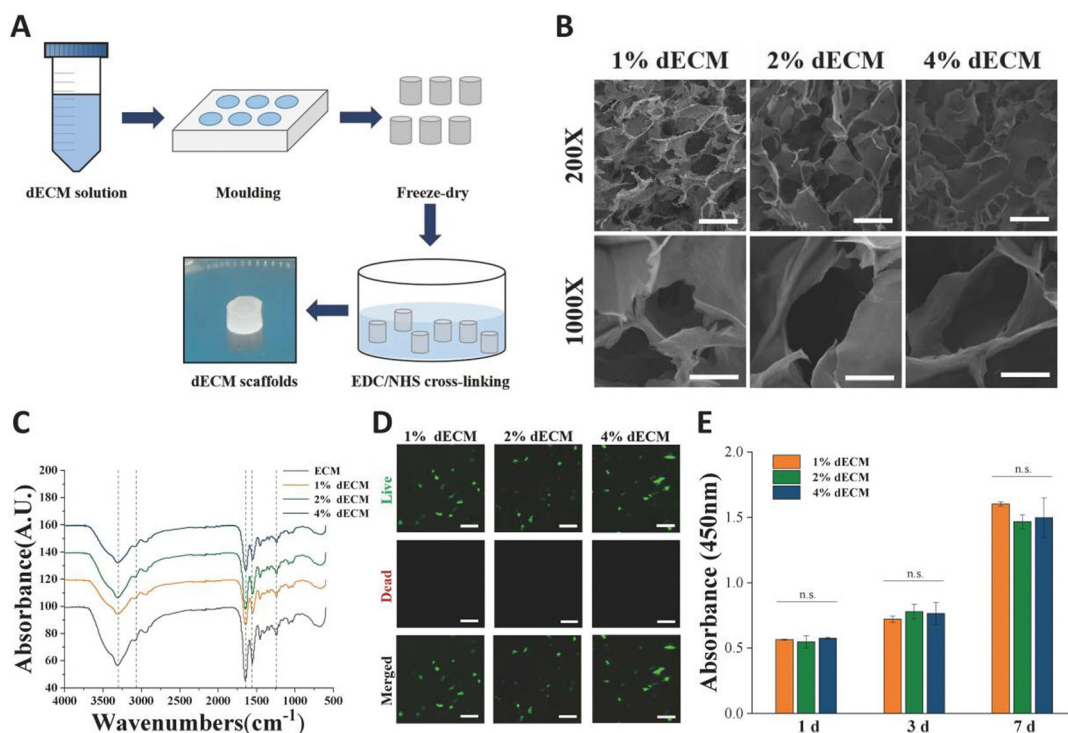 A
dECM solution
Moulding
Freeze-dry
dECM scaffolds
EDC/NHS cross-linking
B
1% dECM 2% dECM 4% dECM
200X
1000X
C
200
180
160
140
120
100
80
60
40
Absorbance(A.U.)
ECM
1% dECM
2% dECM
4% dECM
4000 3500 3000 2500 2000 1500 1000
Wavenumbers(cm⁻¹)
D
1% dECM 2% dECM 4% dECM
Live
Dead
Merged
E
2.0
1.5
1.0
0.5
0.0
Absorbance (450nm)
1% dECM
2% dECM
4% dECM
n.s.
n.s.
n.s.
1 d 3 d 7 d